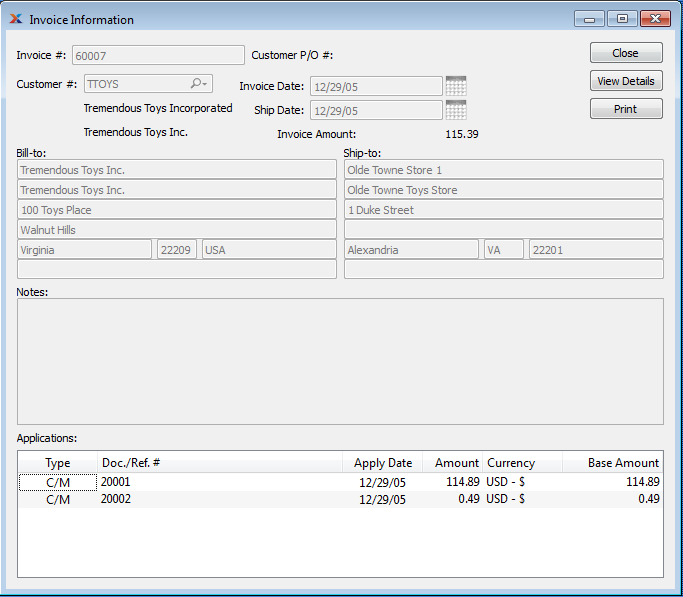 Invoice Information
Invoice #: 60007 Customer P/O #: Close
Customer #: TTOYS Invoice Date: 12/29/05 View Details
Tremendous Toys Incorporated Ship Date: 12/29/05 Print
Tremendous Toys Inc. Invoice Amount: 115.39
Bill-to: Ship-to:
Tremendous Toys Inc. Olde Towne Store 1
Tremendous Toys Inc. Olde Towne Toys Store
100 Toys Place 1 Duke Street
Walnut Hills
Virginia 22209 USA Alexandria VA 22201
Notes:
Applications:
Type Doc./Ref. # Apply Date Amount Currency Base Amount
C/M 20001 12/29/05 114.89 USD - $ 114.89
C/M 20002 12/29/05 0.49 USD - $ 0.49